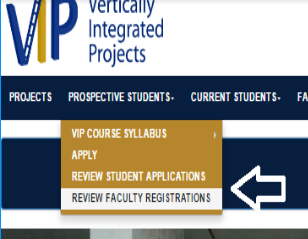 VIP
Vertically
Integrated
Projects
PROJECTS PROSPECTIVE STUDENTS CURRENT STUDENTS FA
VIP COURSE SYLLABUS
APPLY
REVIEW STUDENT APPLICATIONS
REVIEW FACULTY REGISTRATIONS